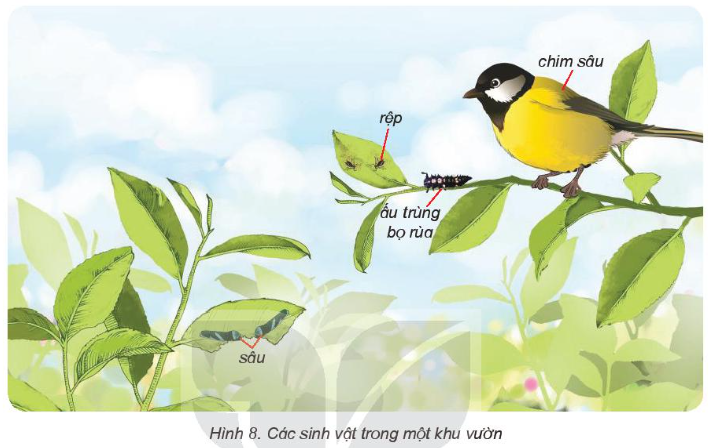 chim sâu
rệp
ấu trùng
bọ rùa
sâu
Hình 8. Các sinh vật trong một khu vườn